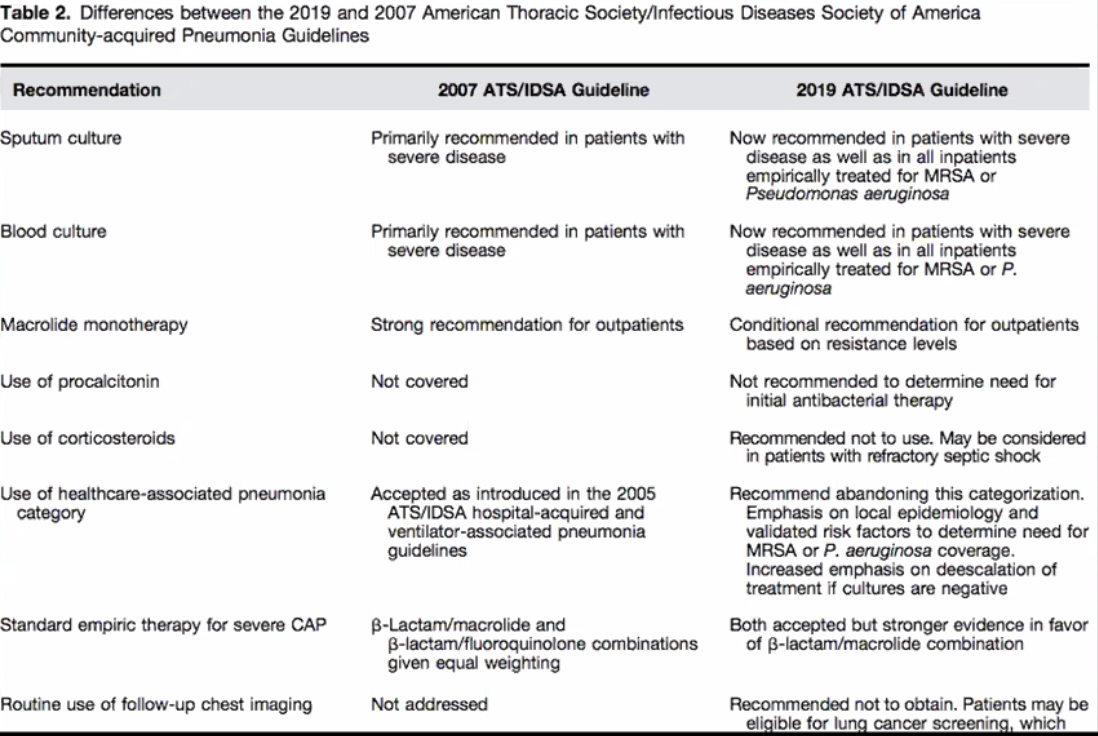 Table 2. Differences between the 2019 and 2007 American Thoracic Society/Infectious Diseases Society of America
Community-acquired Pneumonia Guidelines
Recommendation 2007 ATS/IDSA Guideline 2019 ATS/IDSA Guideline
Sputum culture Primarily recommended in patients with Now recommended in patients with severe
severe disease disease as well as in all inpatients
empirically treated for MRSA or
Pseudomonas aeruginosa
Blood culture Primarily recommended in patients with Now recommended in patients with severe
severe disease disease as well as in all inpatients
empirically treated for MRSA or P.
aeruginosa
Macrolide monotherapy Strong recommendation for outpatients Conditional recommendation for outpatients
based on resistance levels
Use of procalcitonin Not covered Not recommended to determine need for
initial antibacterial therapy
Use of corticosteroids Not covered Recommended not to use. May be considered
in patients with refractory septic shock
Use of healthcare-associated pneumonia Accepted as introduced in the 2005 Recommend abandoning this categorization.
category ATS/IDSA hospital-acquired and Emphasis on local epidemiology and
ventilator-associated pneumonia validated risk factors to determine need for
guidelines MRSA or P. aeruginosa coverage.
Increased emphasis on deescalation of
treatment if cultures are negative
Standard empiric therapy for severe CAP β-Lactam/macrolide and Both accepted but stronger evidence in favor
β-lactam/fluoroquinolone combinations of β-lactam/macrolide combination
given equal weighting
Routine use of follow-up chest imaging Not addressed Recommended not to obtain. Patients may be
eligible for lung cancer screening, which